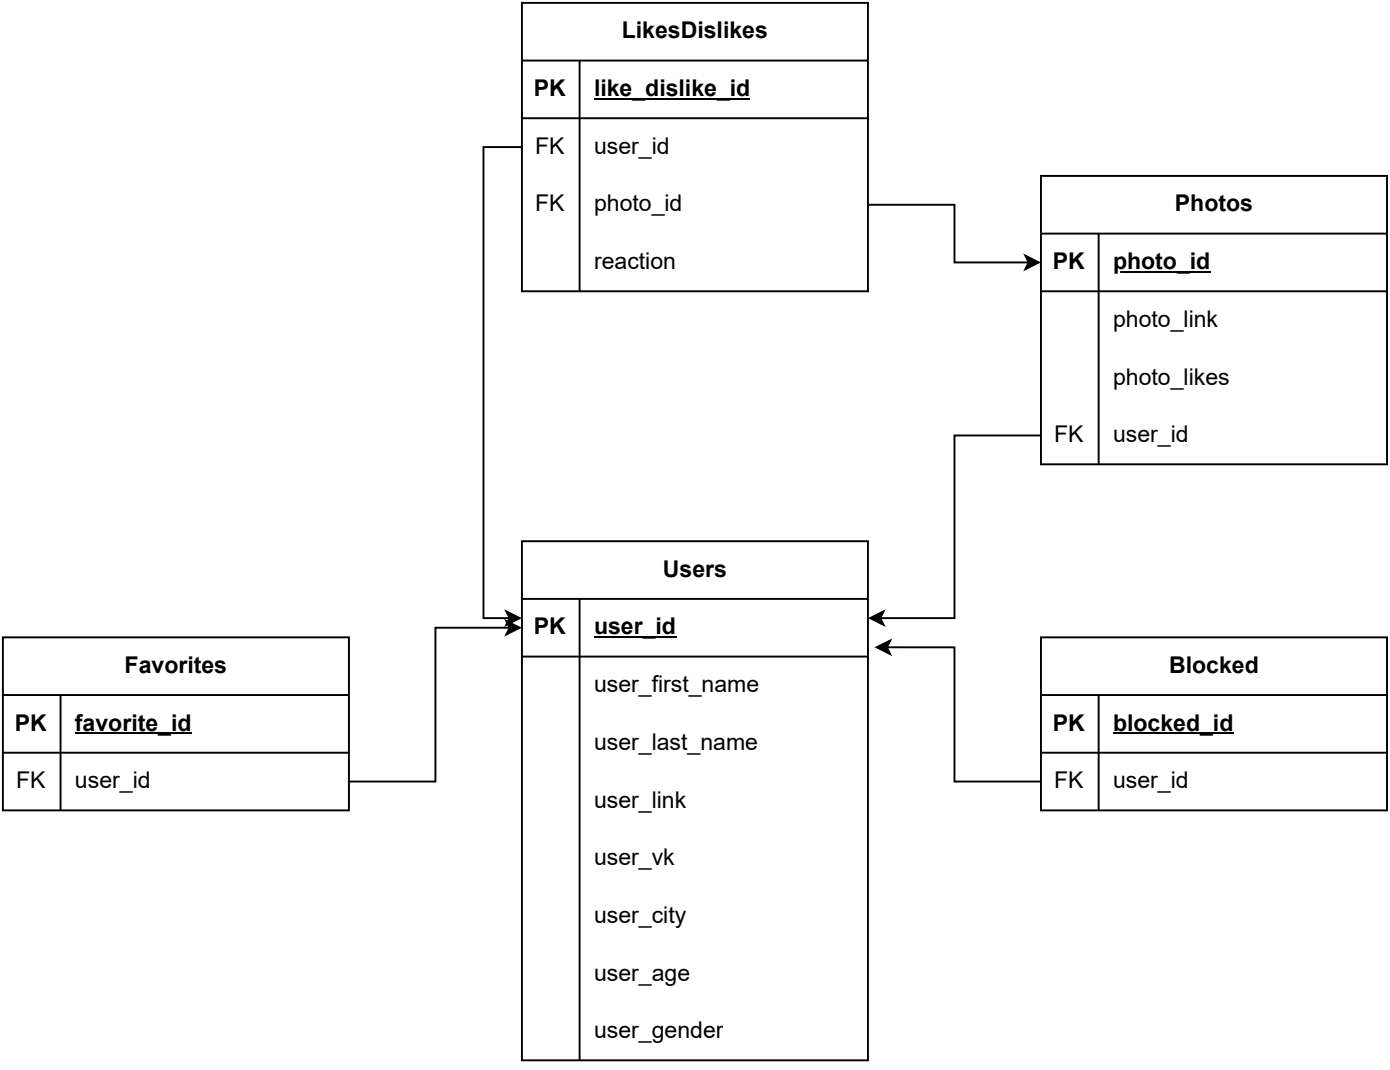 LikesDislikes
PK like_dislike_id
FK user_id
FK photo_id
reaction
Photos
PK photo_id
photo_link
photo_likes
FK user_id
Users
PK user_id
user_first_name
user_last_name
user_link
user_vk
user_city
user_age
user_gender
Favorites
PK favorite_id
FK user_id
Blocked
PK blocked_id
FK user_id